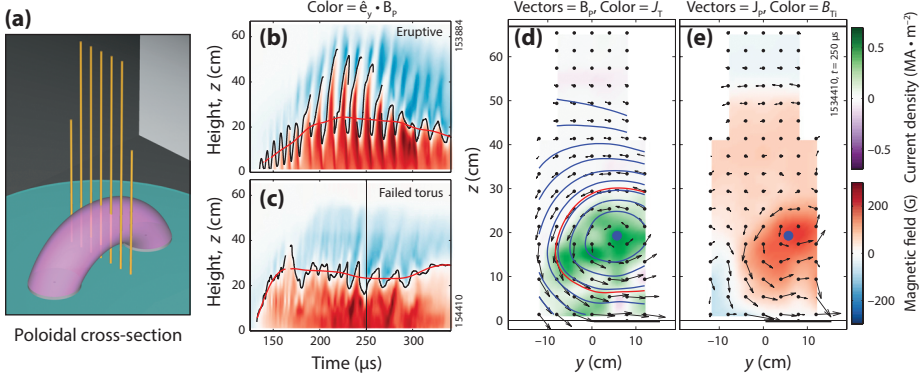 (a)
Poloidal cross-section
Color = ê_y • B_P
(b)
Eruptive
153884
Height, z (cm)
60
40
20
0
(c)
Failed torus
154410
Height, z (cm)
60
40
20
0
150 200 250 300
Time (µs)
Vectors = B_P, Color = J_T
(d)
z (cm)
60
50
40
30
20
10
0
−10 0 10
y (cm)
Vectors = J_P, Color = B_Ti
(e)
1534410, t = 250 µs
−10 0 10
y (cm)
0.5
0
−0.5
Current density (MA • m⁻²)
200
0
−200
Magnetic field (G)